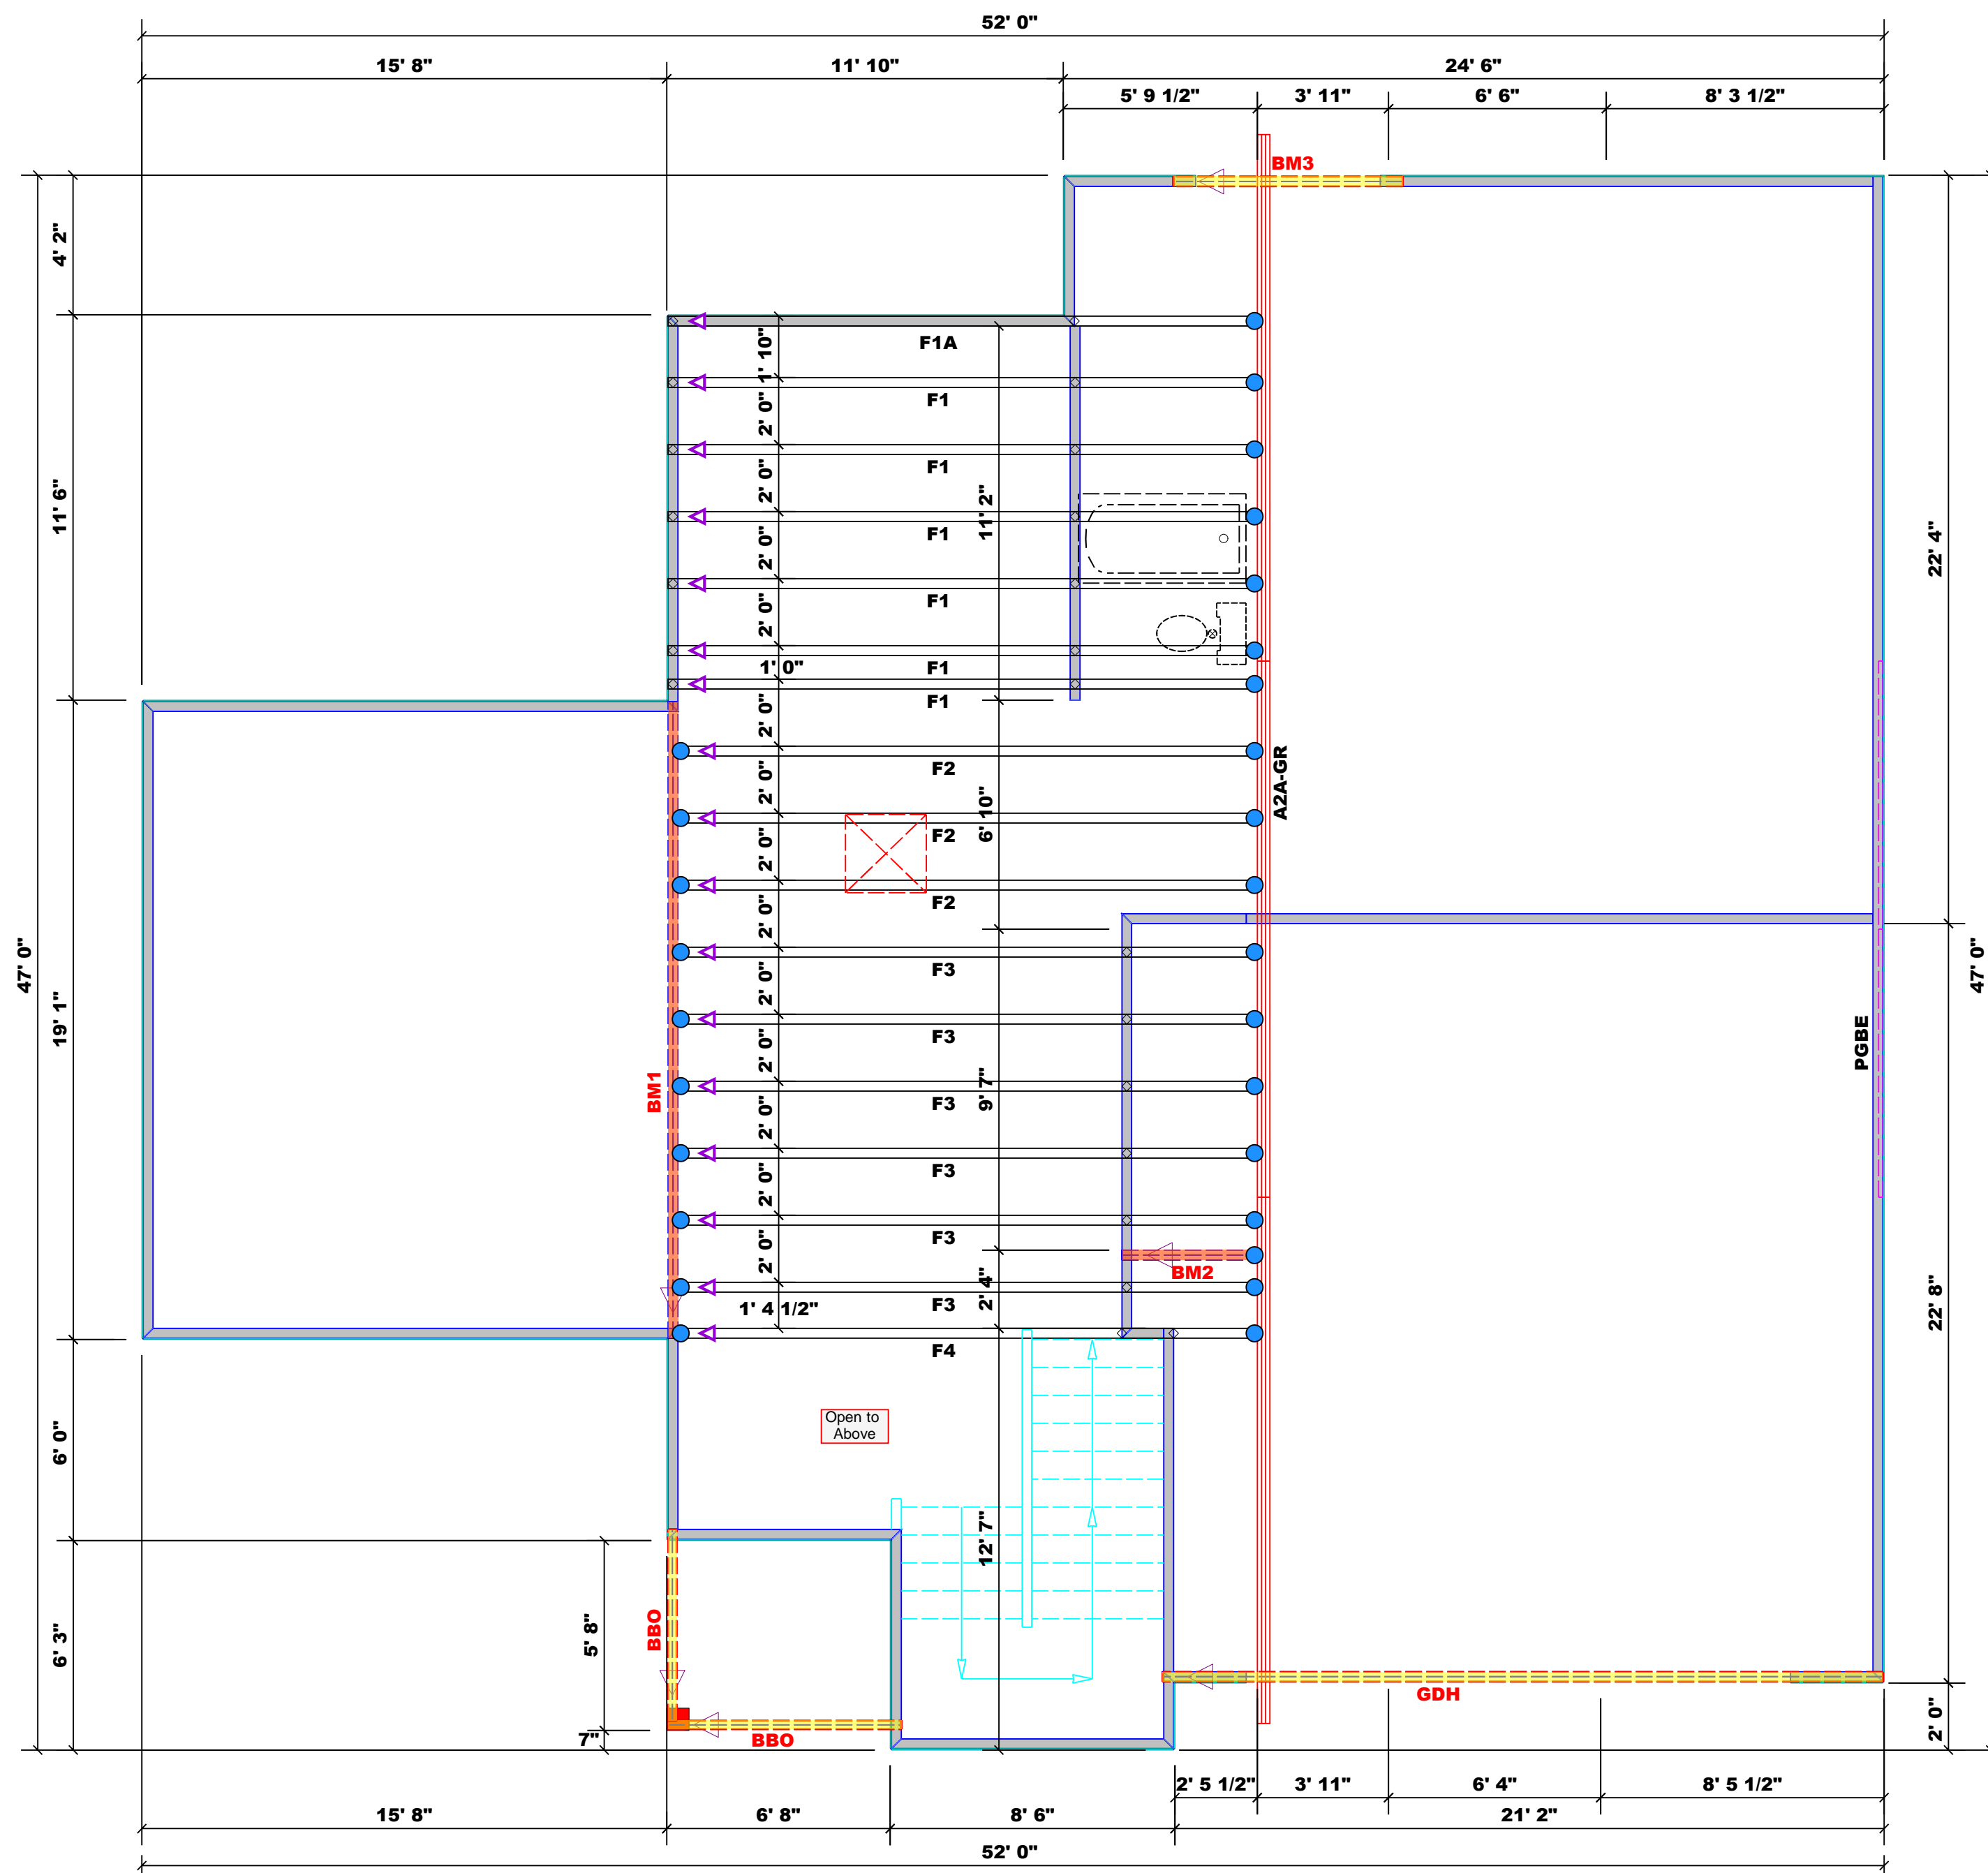 52' 0"
15' 8"
11' 10"
24' 6"
5' 9 1/2"
3' 11"
6' 6"
8' 3 1/2"
BM3
4' 2"
11' 6"
19' 1"
6' 0"
6' 3"
47' 0"
F1A
F1
F1
F1
F1
F1
F1
F2
F2
F2
F3
F3
F3
F3
F3
F3
F4
1' 10"
2' 0"
2' 0"
2' 0"
2' 0"
1' 0"
2' 0"
2' 0"
2' 0"
2' 0"
2' 0"
2' 0"
2' 0"
2' 0"
2' 0"
1' 4 1/2"
11' 2"
6' 10"
9' 7"
2' 4"
12' 7"
A2A-GR
BM1
BM2
PGBE
22' 4"
47' 0"
22' 8"
2' 0"
Open to
Above
BBO
5' 8"
7"
BBO
GDH
2' 5 1/2"
3' 11"
6' 4"
8' 5 1/2"
15' 8"
6' 8"
8' 6"
21' 2"
52' 0"